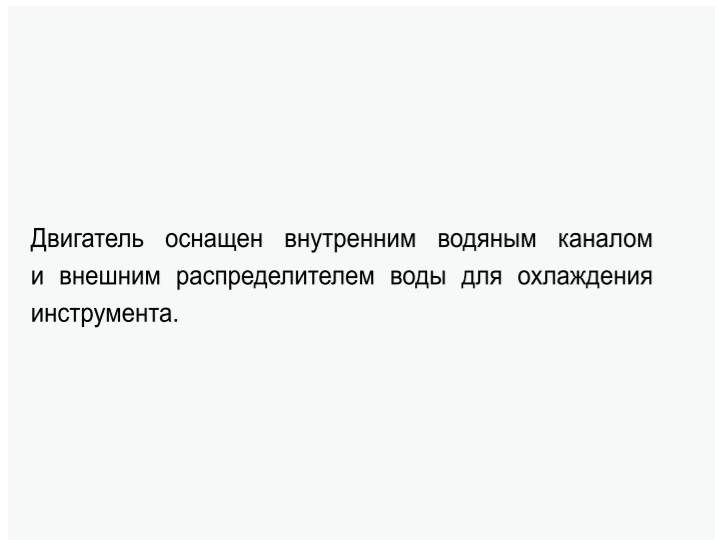 Двигатель оснащен внутренним водяным каналом
и внешним распределителем воды для охлаждения
инструмента.